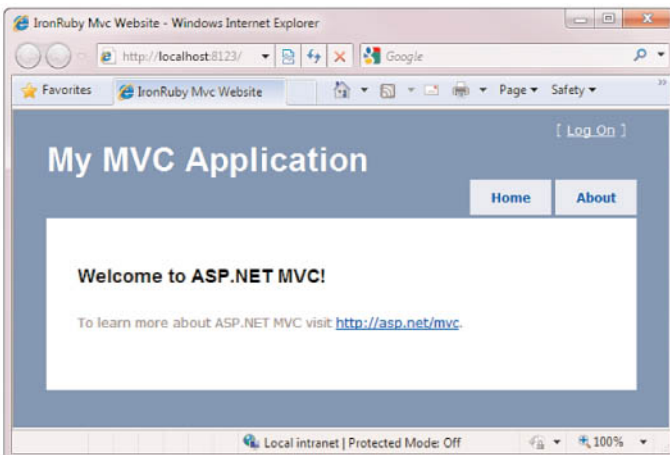 IronRuby Mvc Website - Windows Internet Explorer
http://localhost:8123/ Google
Favorites IronRuby Mvc Website Page Safety »
[ Log On ]
My MVC Application
Home About
Welcome to ASP.NET MVC!
To learn more about ASP.NET MVC visit http://asp.net/mvc.
Local intranet | Protected Mode: Off 100%